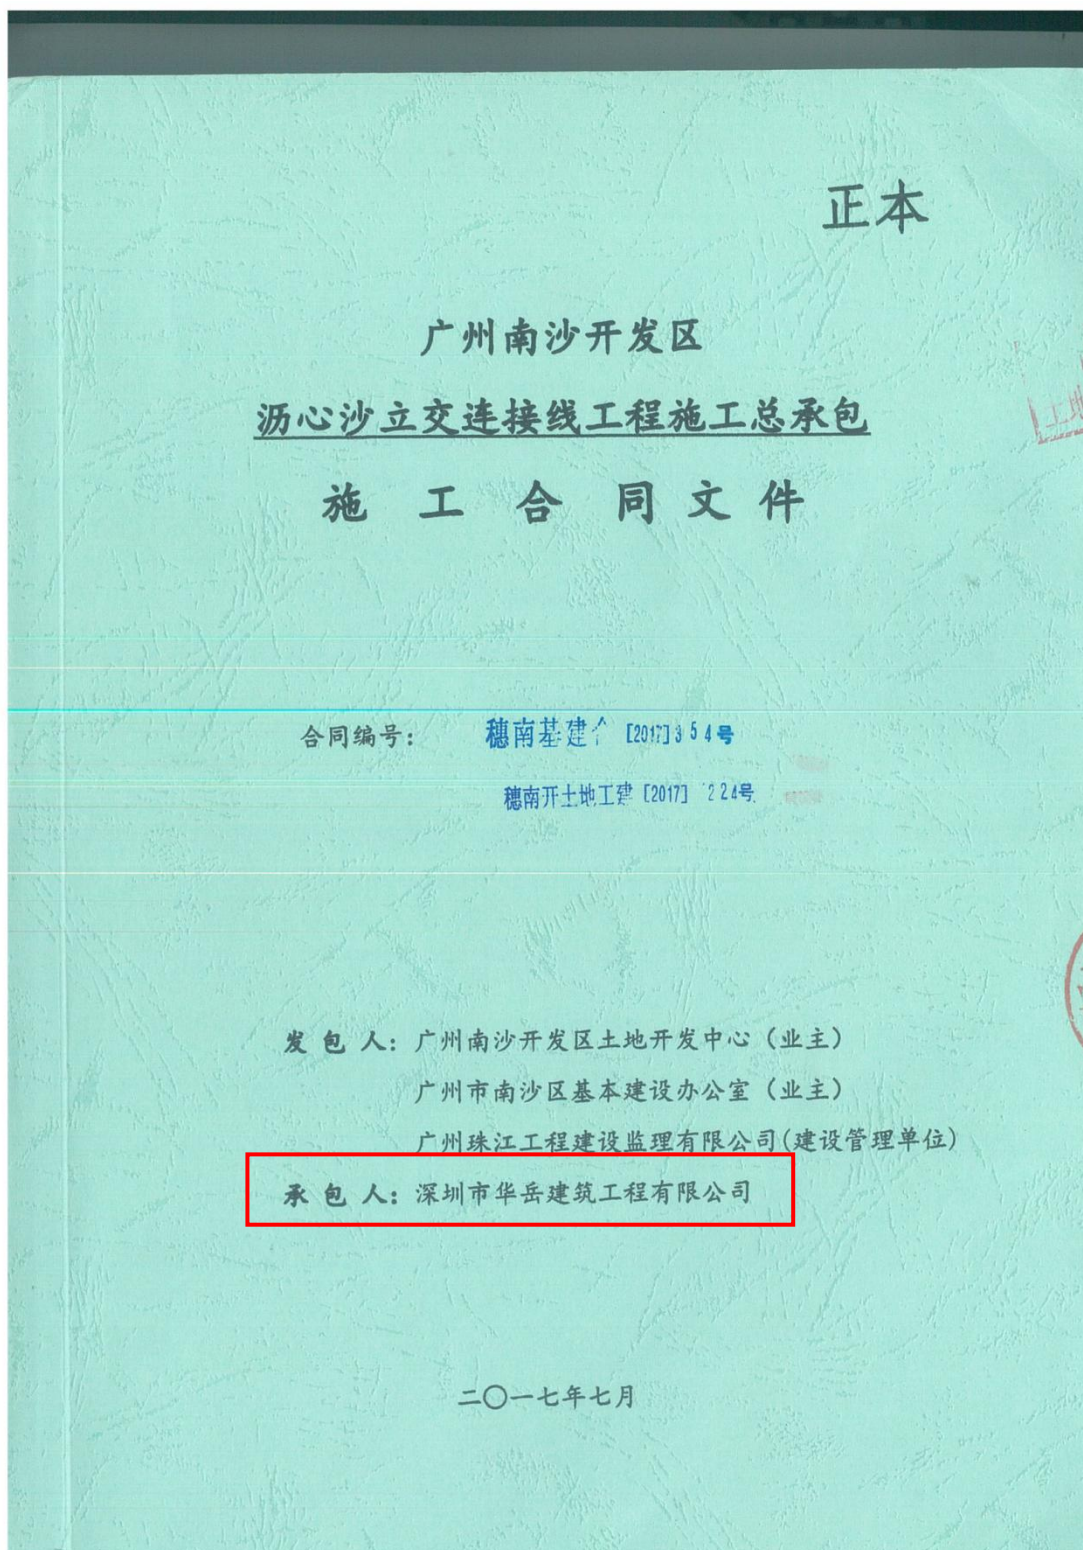 正本
广州南沙开发区
沥心沙立交连接线工程施工总承包
施工合同文件
合同编号： 穗南基建合 [2017] 354号
穗南开土地工建 [2017] 224号
发包人：广州南沙开发区土地开发中心（业主）
广州市南沙区基本建设办公室（业主）
广州珠江工程建设监理有限公司(建设管理单位)
承包人：深圳市华岳建筑工程有限公司
二〇一七年七月